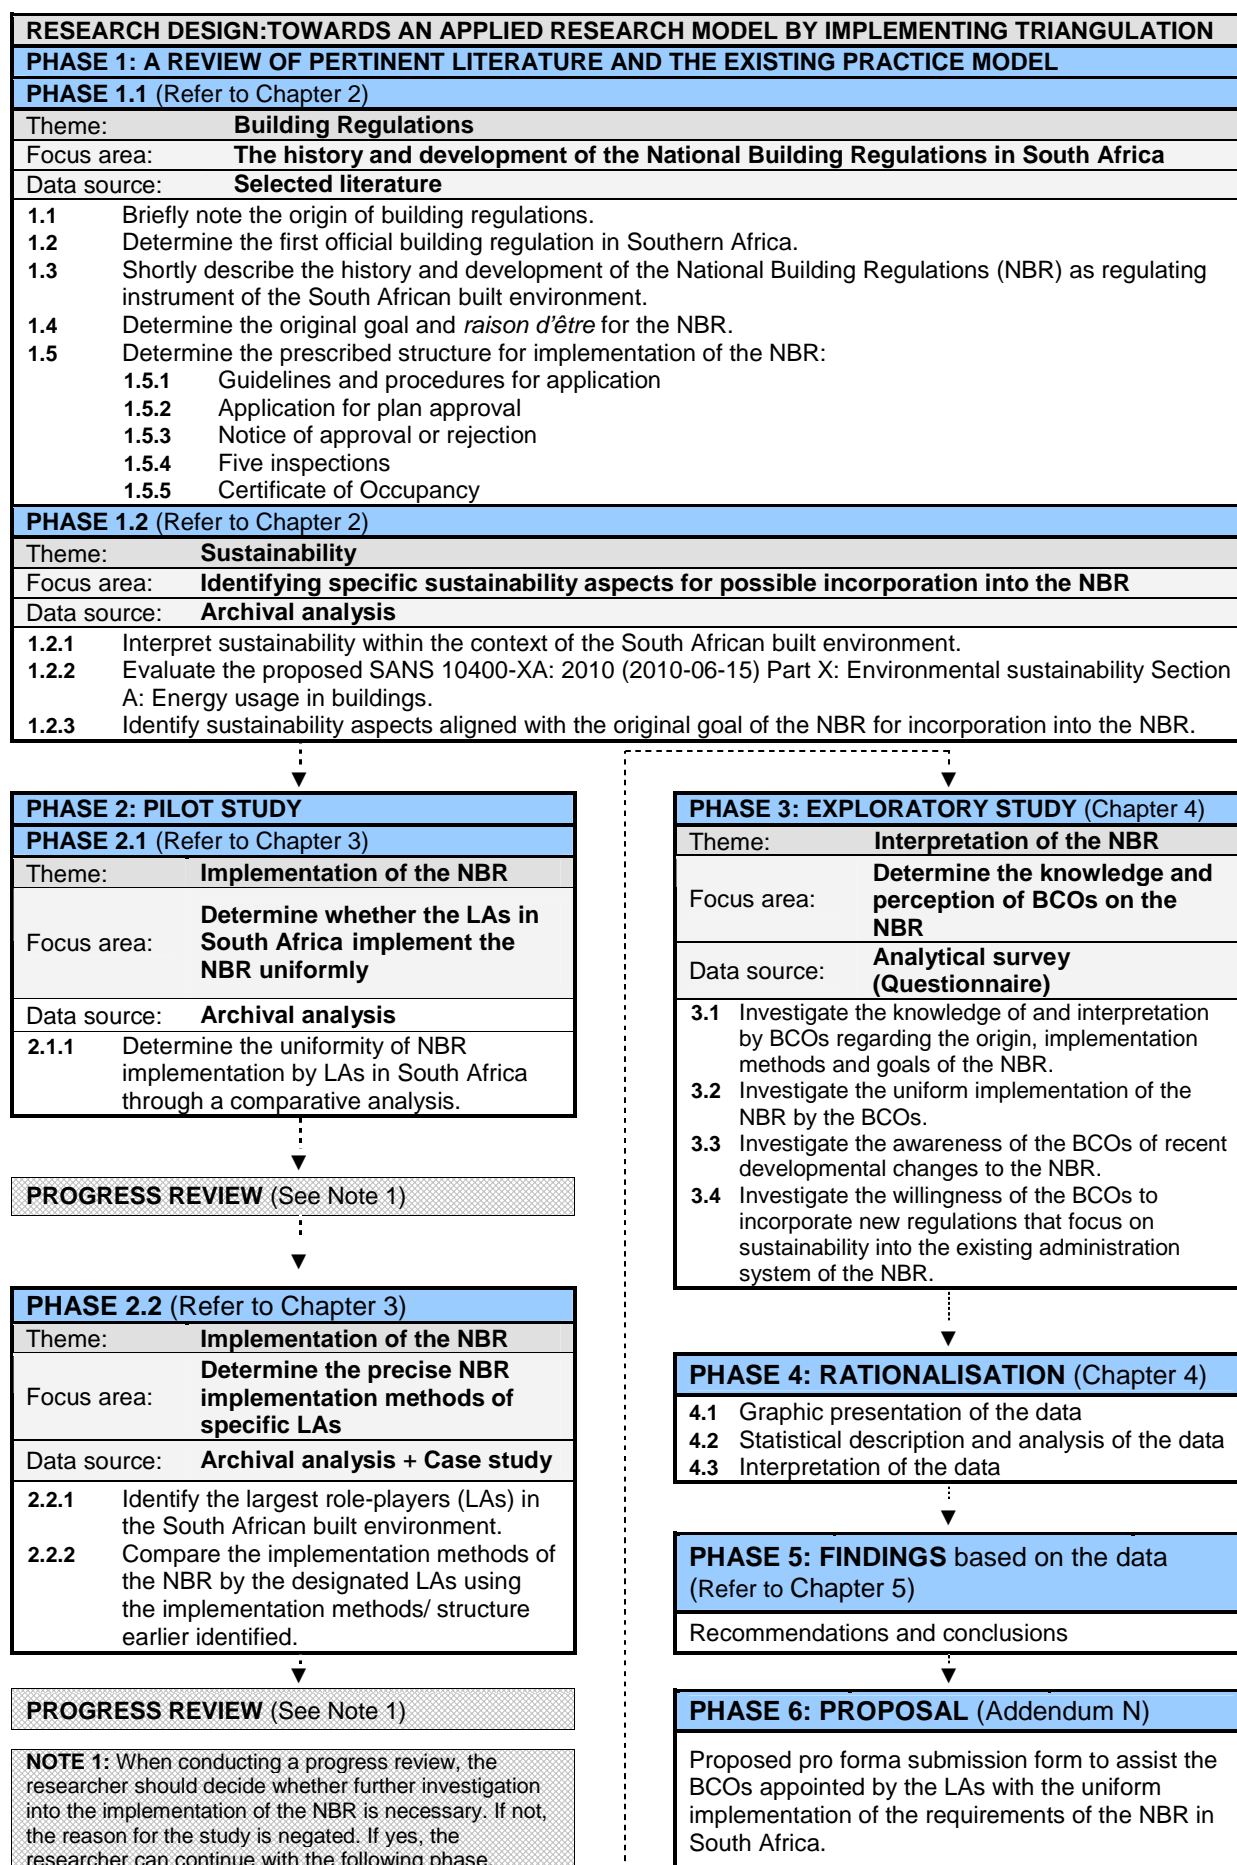 RESEARCH DESIGN:TOWARDS AN APPLIED RESEARCH MODEL BY IMPLEMENTING TRIANGULATION
PHASE 1: A REVIEW OF PERTINENT LITERATURE AND THE EXISTING PRACTICE MODEL
PHASE 1.1 (Refer to Chapter 2)
Theme: Building Regulations
Focus area: The history and development of the National Building Regulations in South Africa
Data source: Selected literature
1.1 Briefly note the origin of building regulations.
1.2 Determine the first official building regulation in Southern Africa.
1.3 Shortly describe the history and development of the National Building Regulations (NBR) as regulating
instrument of the South African built environment.
1.4 Determine the original goal and raison d'être for the NBR.
1.5 Determine the prescribed structure for implementation of the NBR:
1.5.1 Guidelines and procedures for application
1.5.2 Application for plan approval
1.5.3 Notice of approval or rejection
1.5.4 Five inspections
1.5.5 Certificate of Occupancy
PHASE 1.2 (Refer to Chapter 2)
Theme: Sustainability
Focus area: Identifying specific sustainability aspects for possible incorporation into the NBR
Data source: Archival analysis
1.2.1 Interpret sustainability within the context of the South African built environment.
1.2.2 Evaluate the proposed SANS 10400-XA: 2010 (2010-06-15) Part X: Environmental sustainability Section
A: Energy usage in buildings.
1.2.3 Identify sustainability aspects aligned with the original goal of the NBR for incorporation into the NBR.
PHASE 2: PILOT STUDY
PHASE 2.1 (Refer to Chapter 3)
Theme: Implementation of the NBR
Focus area: Determine whether the LAs in
South Africa implement the
NBR uniformly
Data source: Archival analysis
2.1.1 Determine the uniformity of NBR
implementation by LAs in South Africa
through a comparative analysis.
PROGRESS REVIEW (See Note 1)
PHASE 2.2 (Refer to Chapter 3)
Theme: Implementation of the NBR
Focus area: Determine the precise NBR
implementation methods of
specific LAs
Data source: Archival analysis + Case study
2.2.1 Identify the largest role-players (LAs) in
the South African built environment.
2.2.2 Compare the implementation methods of
the NBR by the designated LAs using
the implementation methods/ structure
earlier identified.
PROGRESS REVIEW (See Note 1)
NOTE 1: When conducting a progress review, the
researcher should decide whether further investigation
into the implementation of the NBR is necessary. If not,
the reason for the study is negated. If yes, the
researcher can continue with the following phase.
PHASE 3: EXPLORATORY STUDY (Chapter 4)
Theme: Interpretation of the NBR
Focus area: Determine the knowledge and
perception of BCOs on the
NBR
Data source: Analytical survey
(Questionnaire)
3.1 Investigate the knowledge of and interpretation
by BCOs regarding the origin, implementation
methods and goals of the NBR.
3.2 Investigate the uniform implementation of the
NBR by the BCOs.
3.3 Investigate the awareness of the BCOs of recent
developmental changes to the NBR.
3.4 Investigate the willingness of the BCOs to
incorporate new regulations that focus on
sustainability into the existing administration
system of the NBR.
PHASE 4: RATIONALISATION (Chapter 4)
4.1 Graphic presentation of the data
4.2 Statistical description and analysis of the data
4.3 Interpretation of the data
PHASE 5: FINDINGS based on the data
(Refer to Chapter 5)
Recommendations and conclusions
PHASE 6: PROPOSAL (Addendum N)
Proposed pro forma submission form to assist the
BCOs appointed by the LAs with the uniform
implementation of the requirements of the NBR in
South Africa.